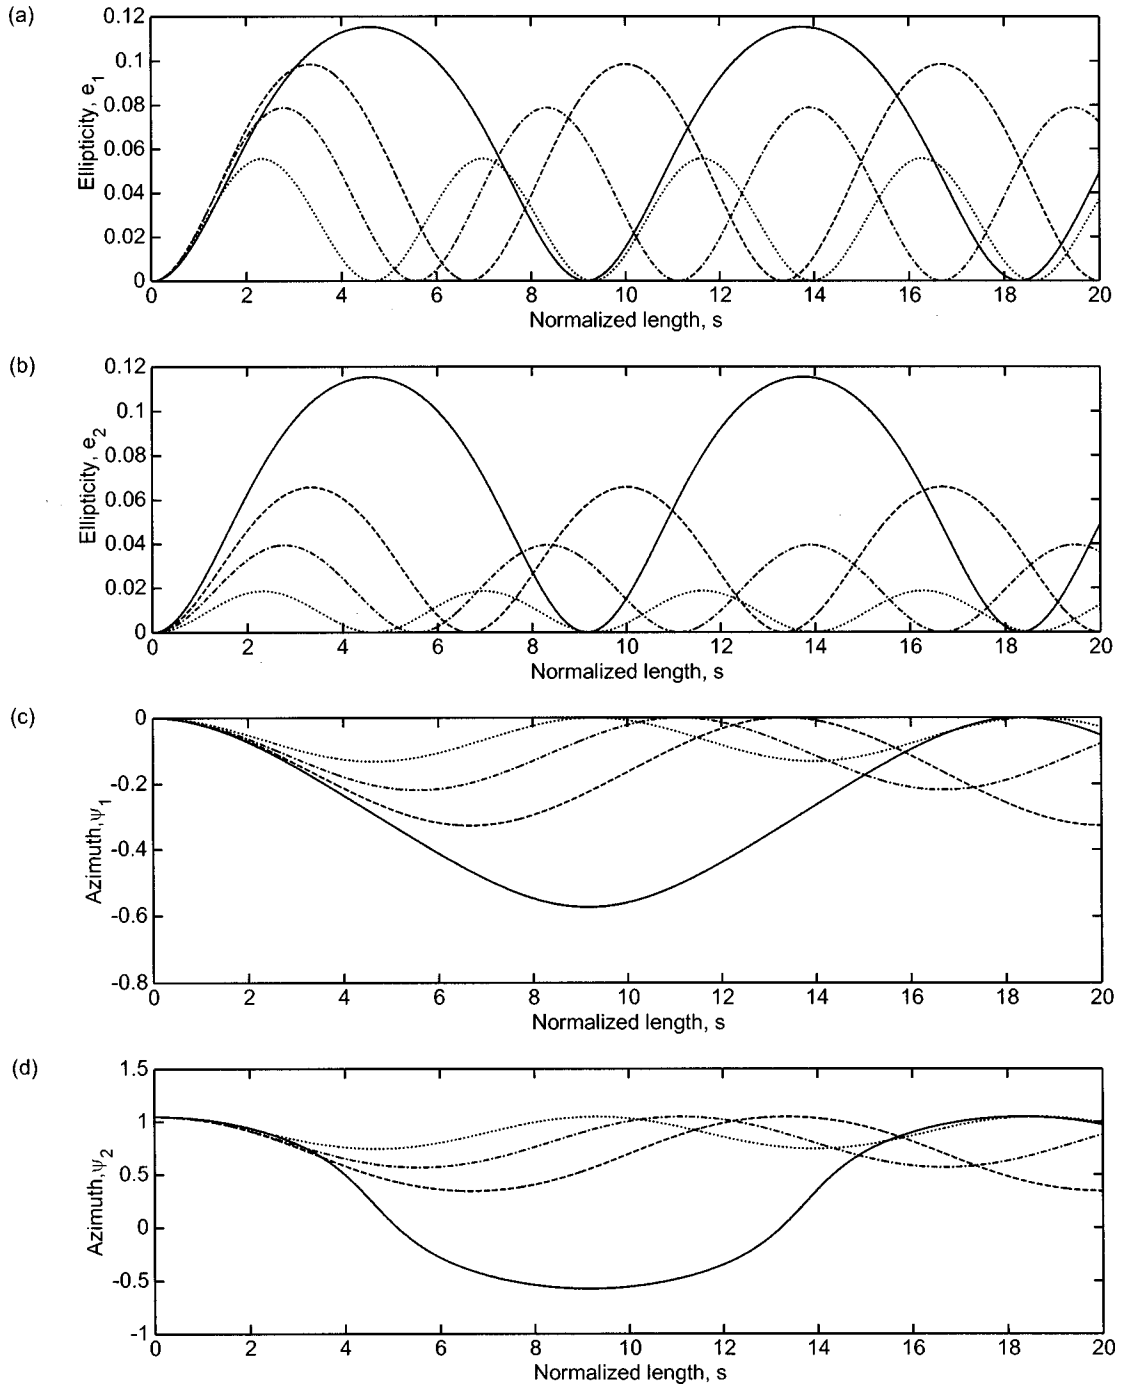 (a)
0.12
0.1
0.08
0.06
0.04
0.02
0
Ellipticity, e1
0 2 4 6 8 10 12 14 16 18 20
Normalized length, s
(b)
0.12
0.1
0.08
0.06
0.04
0.02
0
Ellipticity, e2
0 2 4 6 8 10 12 14 16 18 20
Normalized length, s
(c)
0
-0.2
-0.4
-0.6
-0.8
Azimuth,ψ1
0 2 4 6 8 10 12 14 16 18 20
Normalized length, s
(d)
1.5
1
0.5
0
-0.5
-1
Azimuth,ψ2
0 2 4 6 8 10 12 14 16 18 20
Normalized length, s